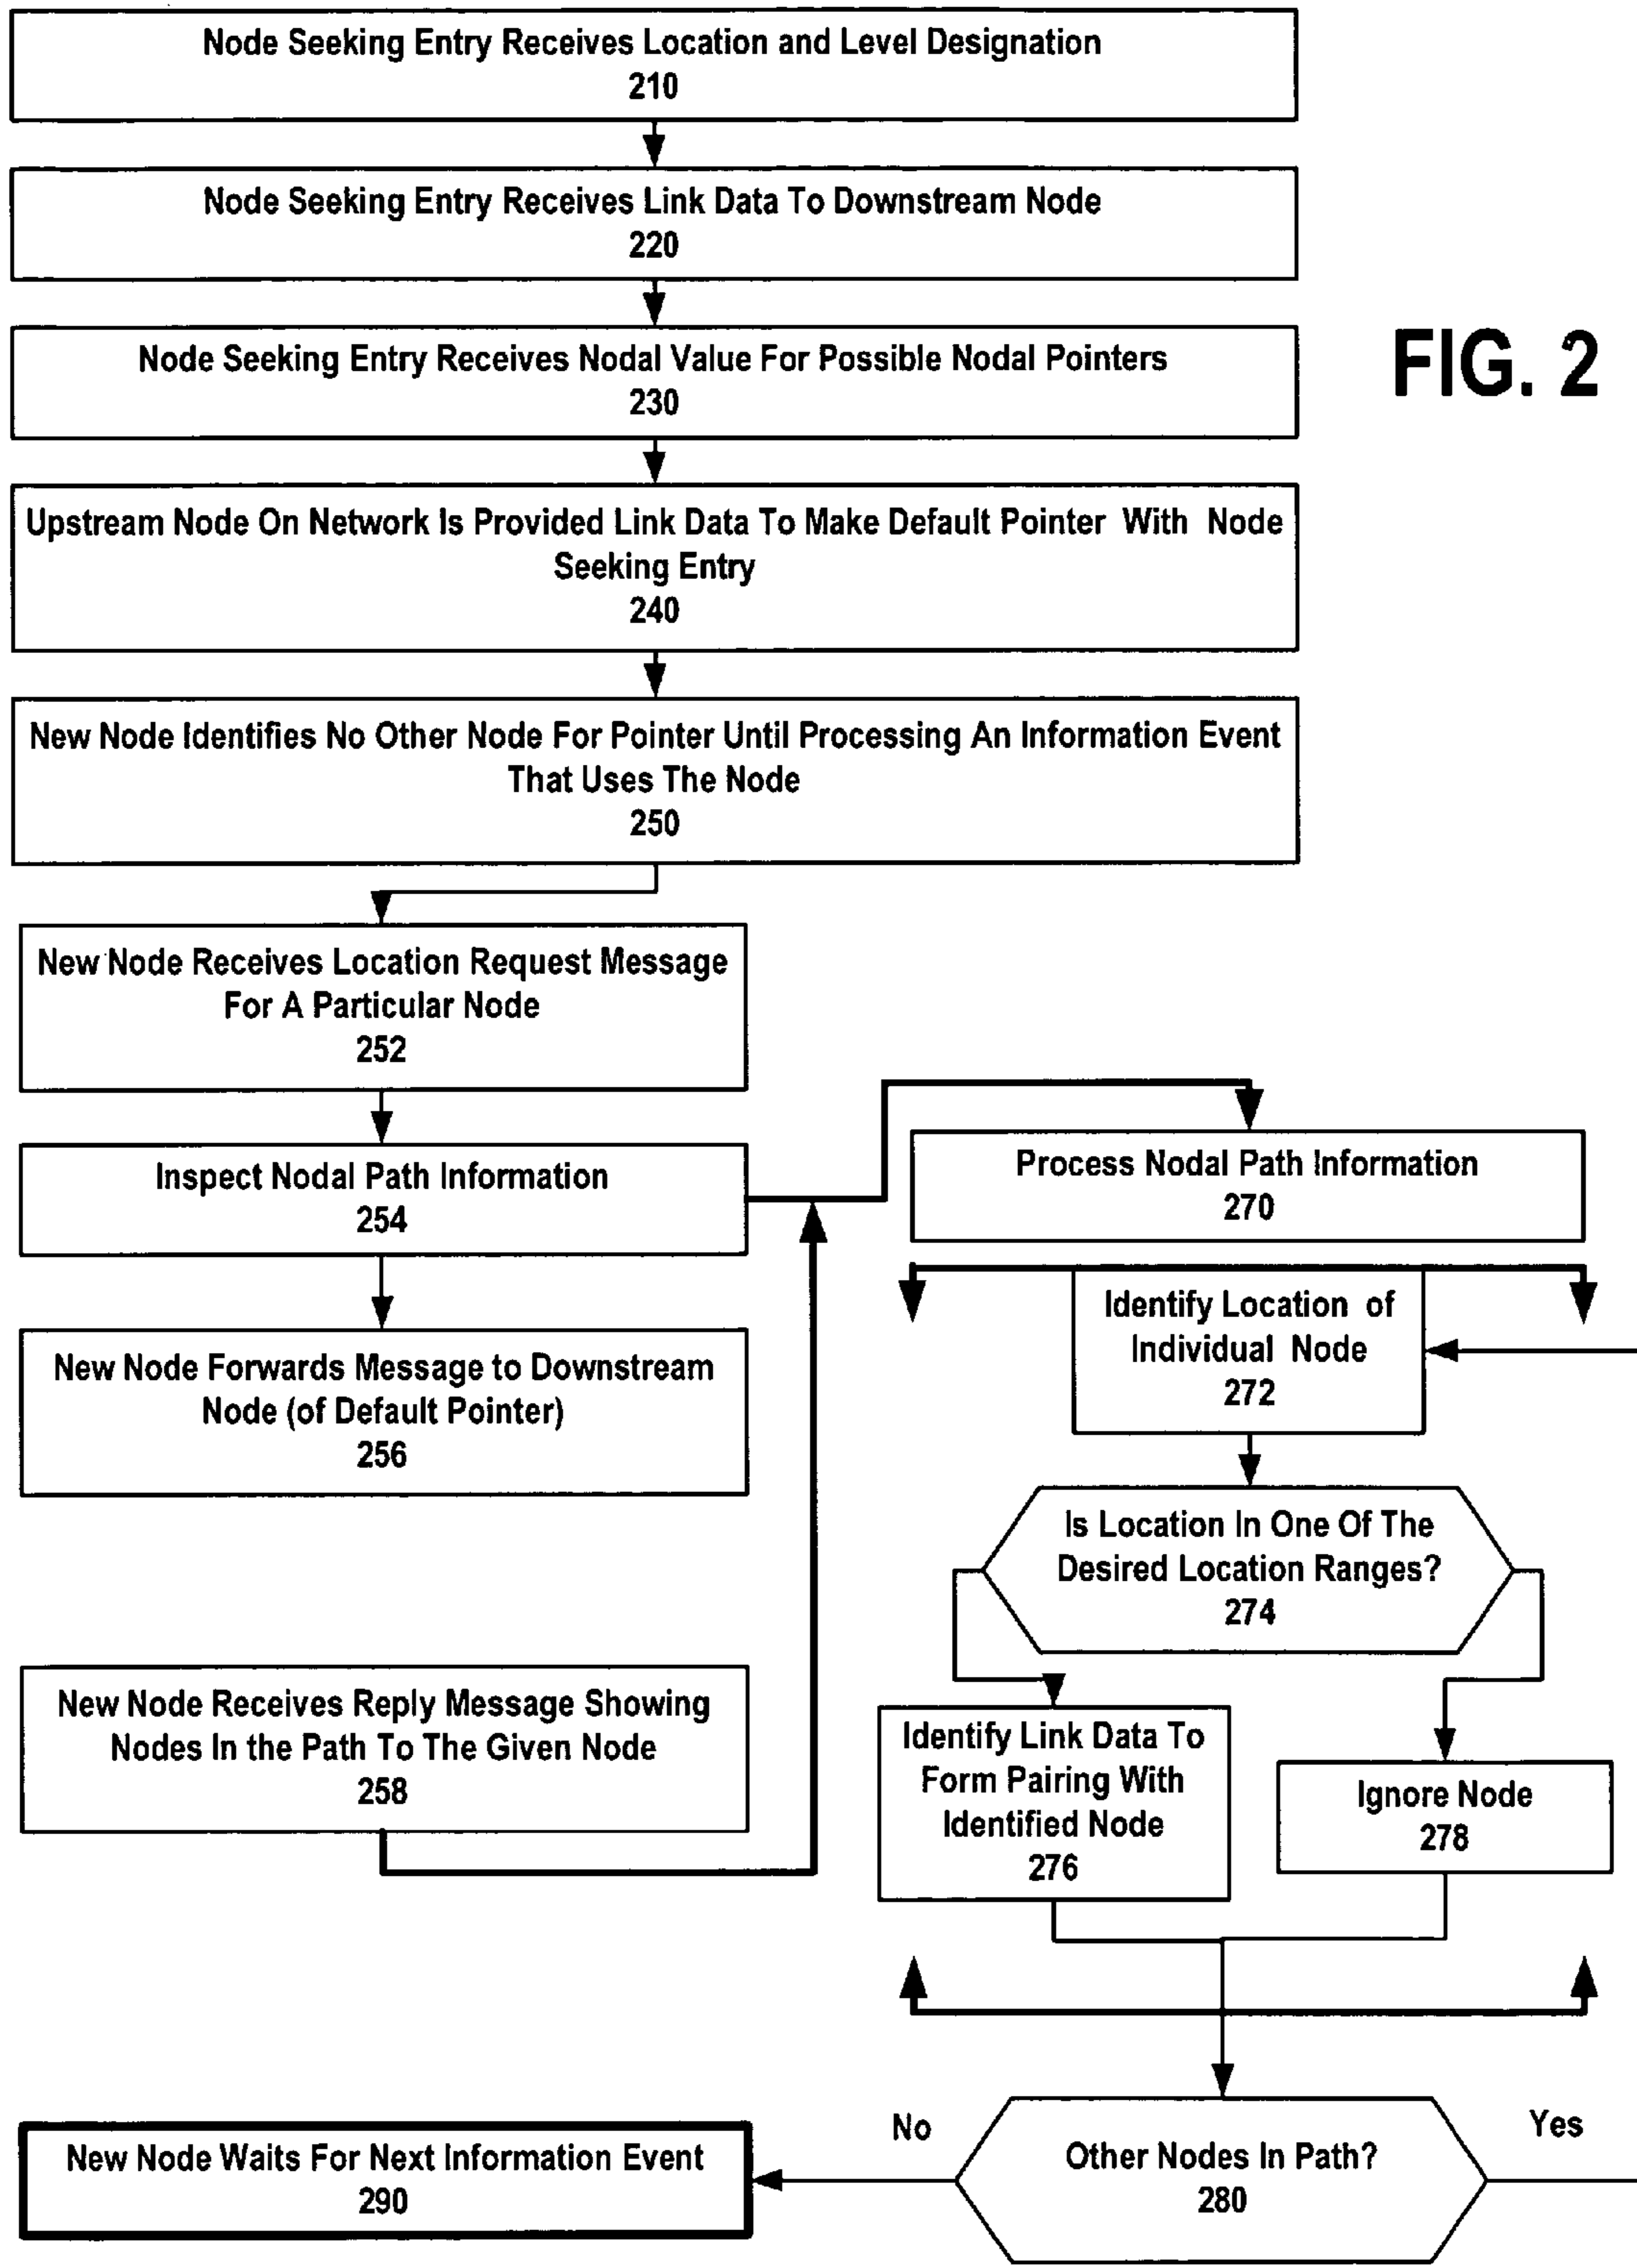 Node Seeking Entry Receives Location and Level Designation
210
Node Seeking Entry Receives Link Data To Downstream Node
220
Node Seeking Entry Receives Nodal Value For Possible Nodal Pointers
230
FIG. 2
Upstream Node On Network Is Provided Link Data To Make Default Pointer With Node
Seeking Entry
240
New Node Identifies No Other Node For Pointer Until Processing An Information Event
That Uses The Node
250
New Node Receives Location Request Message
For A Particular Node
252
Inspect Nodal Path Information
254
New Node Forwards Message to Downstream
Node (of Default Pointer)
256
New Node Receives Reply Message Showing
Nodes In the Path To The Given Node
258
Process Nodal Path Information
270
Identify Location of
Individual Node
272
Is Location In One Of The
Desired Location Ranges?
274
Identify Link Data To
Form Pairing With
Identified Node
276
Ignore Node
278
Other Nodes In Path?
280
No
Yes
New Node Waits For Next Information Event
290